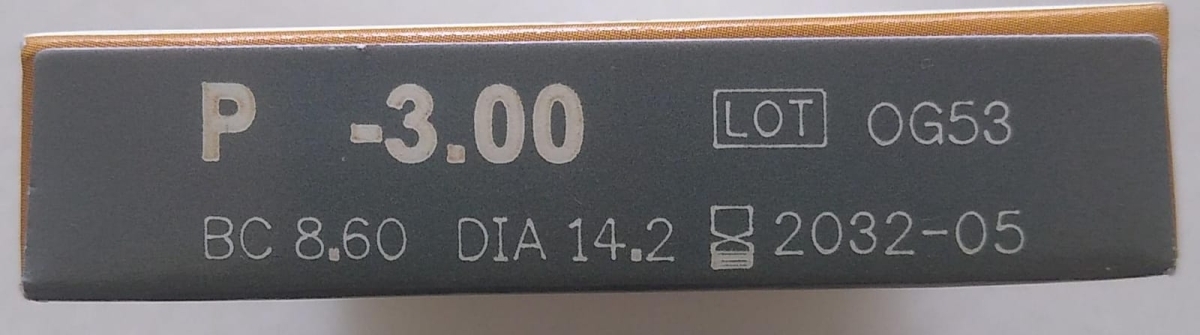 P -3.00 LOT OG53
BC 8.60 DIA 14.2 2032-05